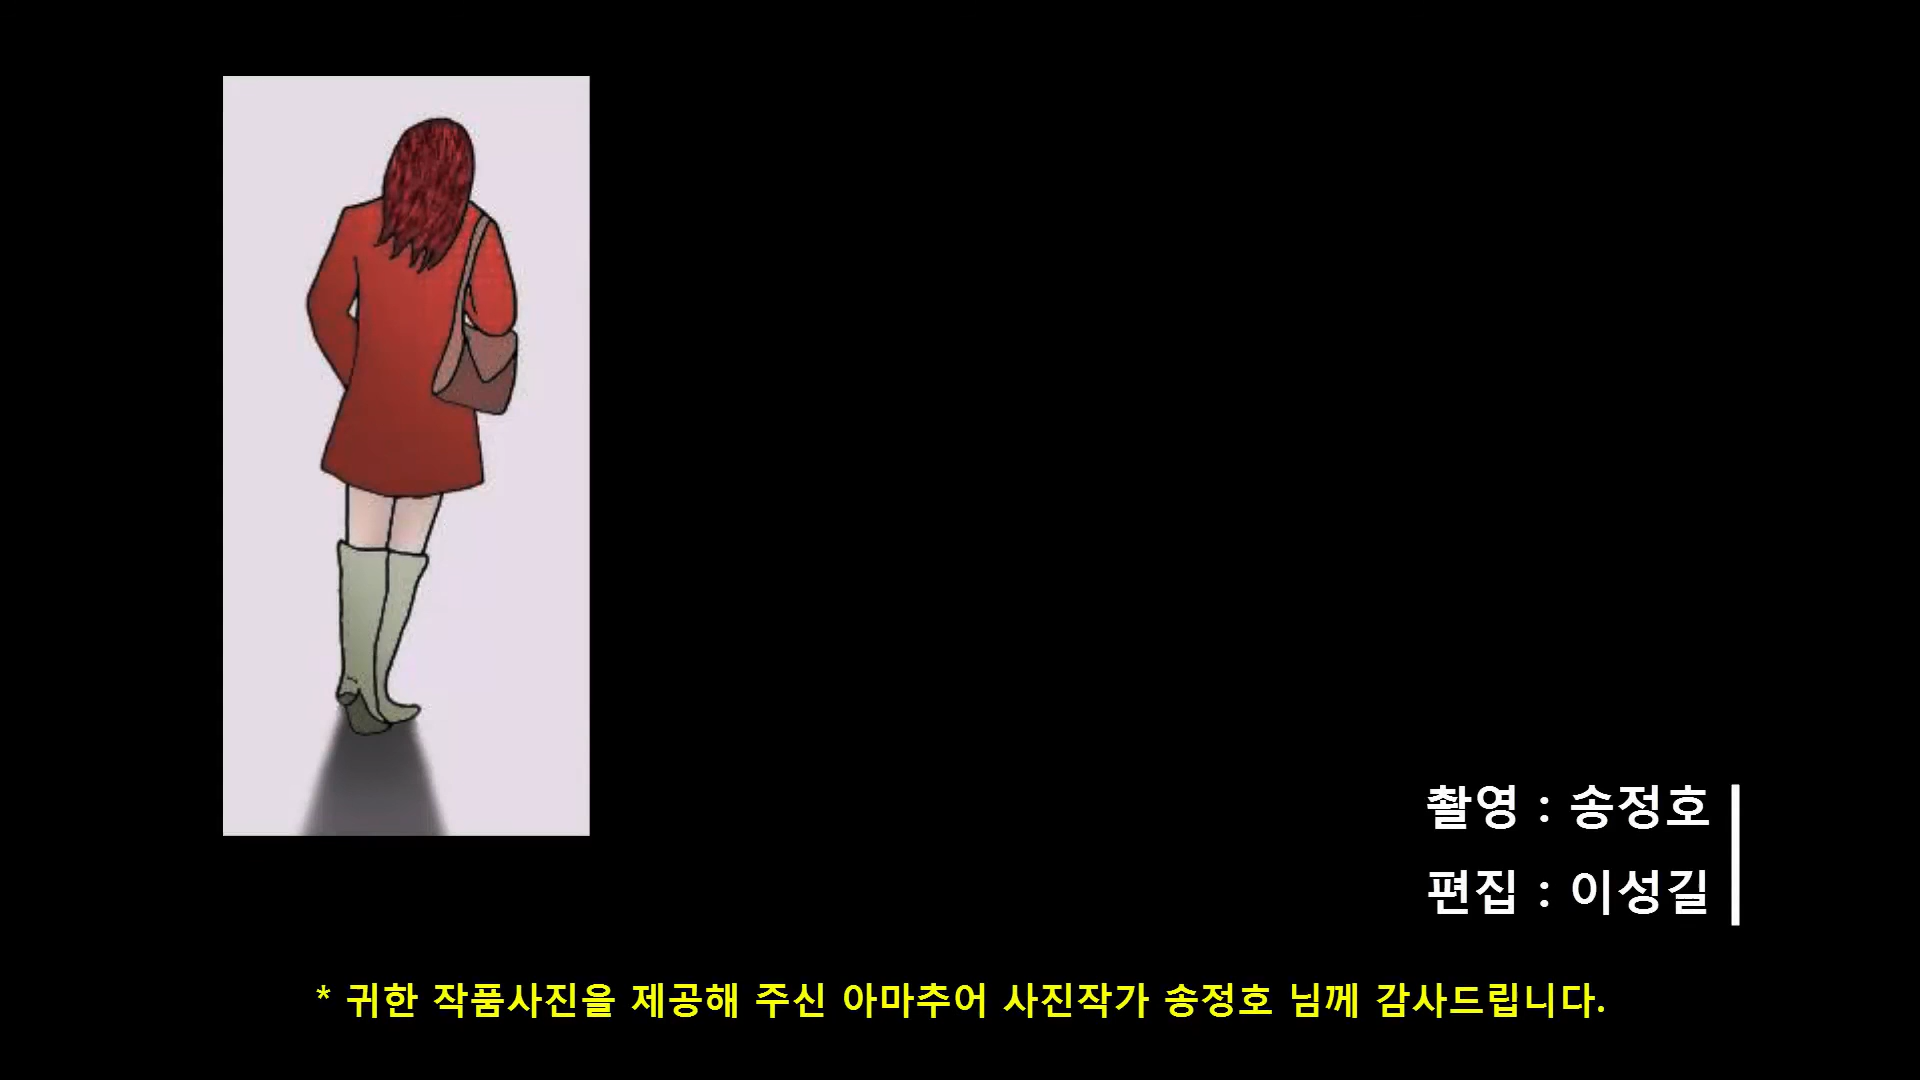 촬영 : 송정호
편집 : 이성길
* 귀한 작품사진을 제공해 주신 아마추어 사진작가 송정호 님께 감사드립니다.